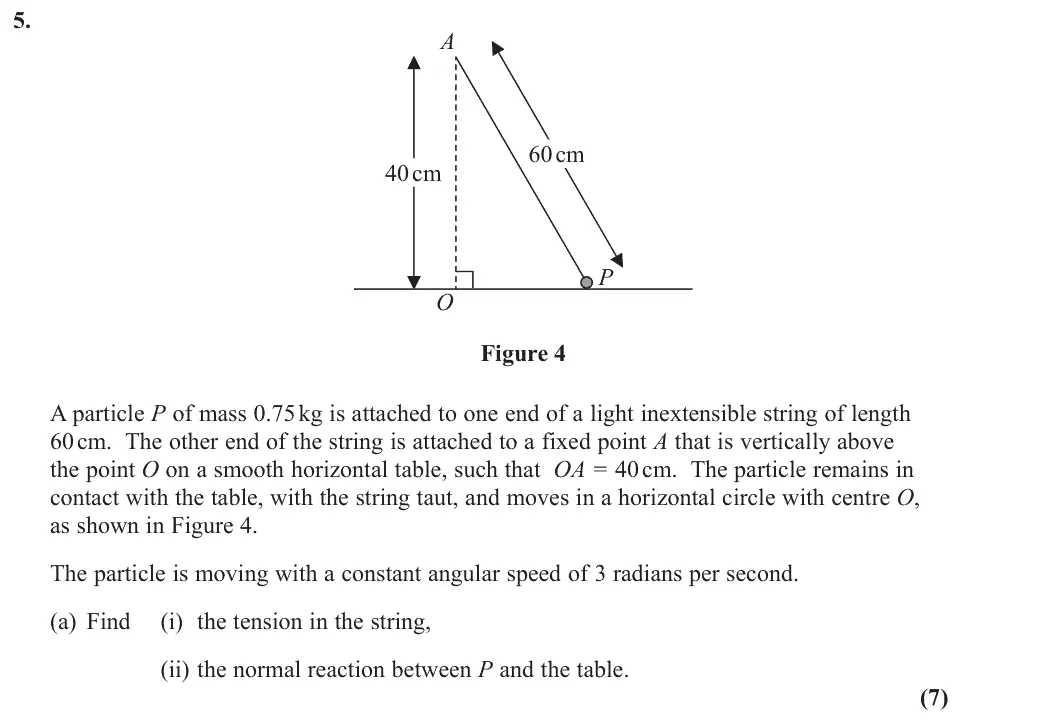 5.
A
40 cm
60 cm
P
O
Figure 4
A particle P of mass 0.75 kg is attached to one end of a light inextensible string of length
60 cm. The other end of the string is attached to a fixed point A that is vertically above
the point O on a smooth horizontal table, such that OA = 40 cm. The particle remains in
contact with the table, with the string taut, and moves in a horizontal circle with centre O,
as shown in Figure 4.
The particle is moving with a constant angular speed of 3 radians per second.
(a) Find (i) the tension in the string,
(ii) the normal reaction between P and the table.
(7)